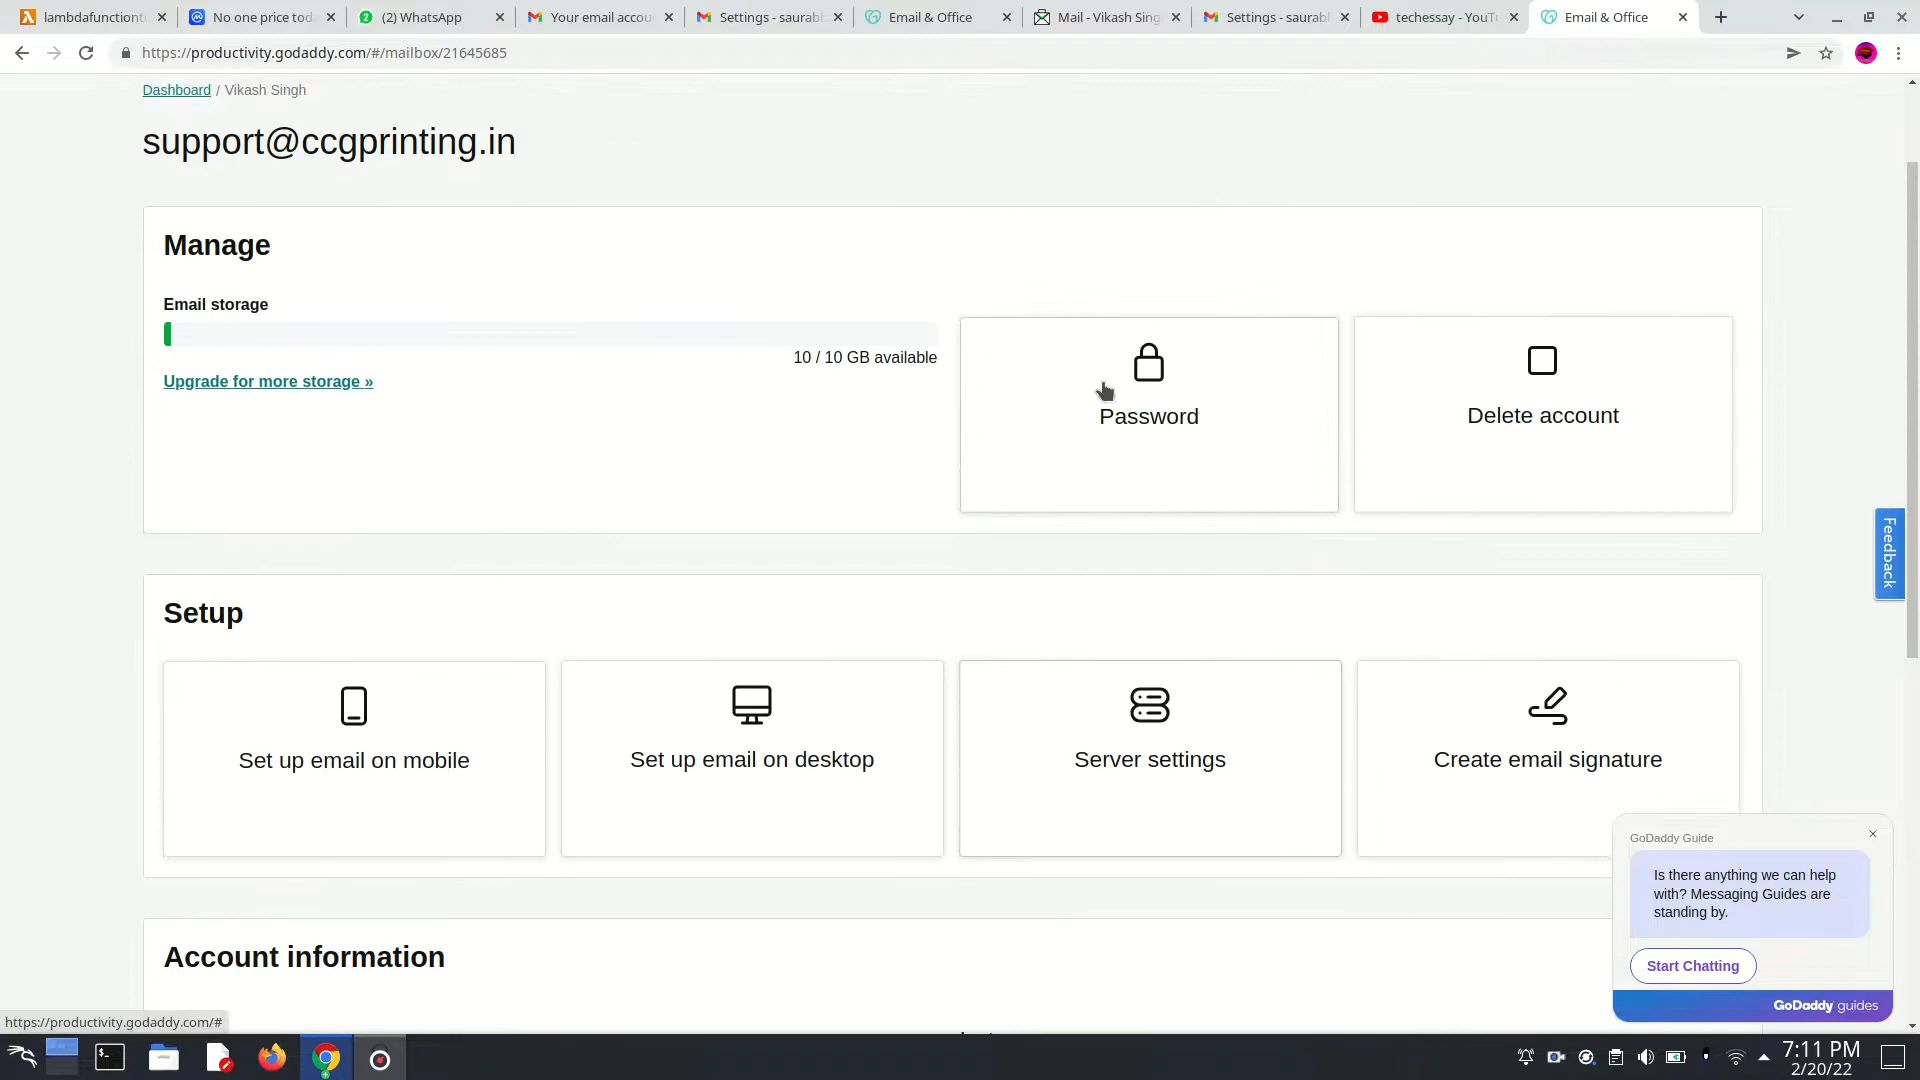 lambdafunctiont
No one price tod
(2) WhatsApp
Your email accou
Settings - saurabl
Email & Office
Mail - Vikash Sing
Settings - saurabl
techessay - YouTu
Email & Office
https://productivity.godaddy.com/#/mailbox/21645685
Dashboard / Vikash Singh
support@ccgprinting.in
Manage
Email storage
10 / 10 GB available
Upgrade for more storage »
Password
Delete account
Feedback
Setup
Set up email on mobile
Set up email on desktop
Server settings
Create email signature
GoDaddy Guide
Is there anything we can help
with? Messaging Guides are
standing by.
Start Chatting
GoDaddy guides
Account information
https://productivity.godaddy.com/#
7:11 PM
2/20/22